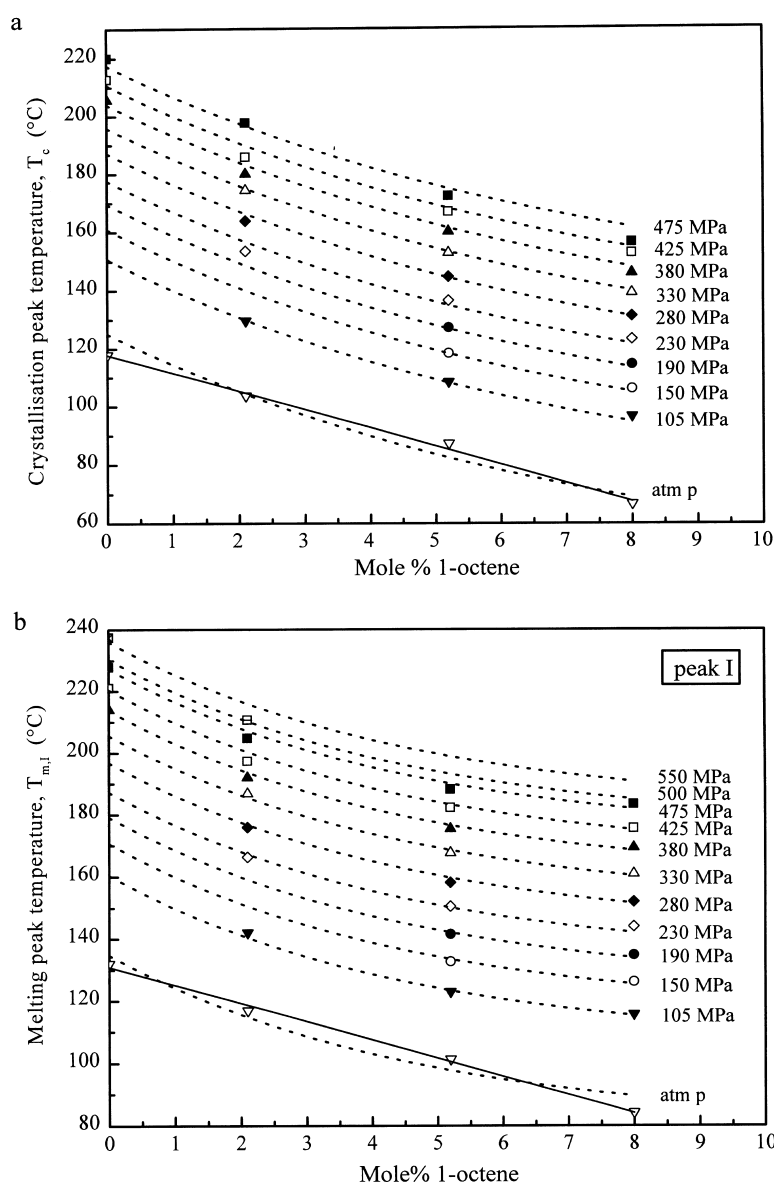 a
220
200
180
160
140
120
100
80
60
Crystallisation peak temperature, T_c (°C)
475 MPa
425 MPa
380 MPa
330 MPa
280 MPa
230 MPa
190 MPa
150 MPa
105 MPa
atm p
0 1 2 3 4 5 6 7 8 9 10
Mole % 1-octene
b
240
220
200
180
160
140
120
100
80
Melting peak temperature, T_m,I (°C)
peak I
550 MPa
500 MPa
475 MPa
425 MPa
380 MPa
330 MPa
280 MPa
230 MPa
190 MPa
150 MPa
105 MPa
atm p
0 1 2 3 4 5 6 7 8 9 10
Mole% 1-octene